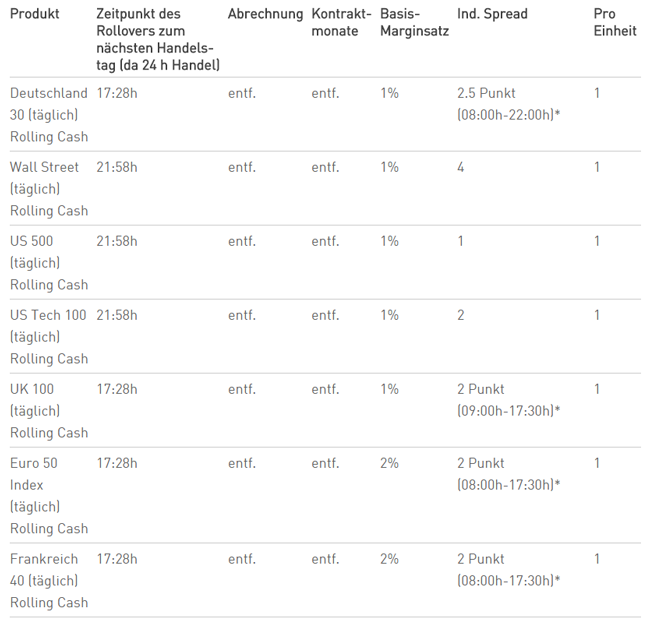 Produkt Zeitpunkt des Abrechnung Kontrakt- Basis- Ind. Spread Pro
Rollovers zum monate Marginsatz Einheit
nächsten Handels-
tag (da 24 h Handel)
Deutschland 17:28h entf. entf. 1% 2.5 Punkt 1
30 (täglich) (08:00h-22:00h)*
Rolling Cash
Wall Street 21:58h entf. entf. 1% 4 1
(täglich)
Rolling Cash
US 500 21:58h entf. entf. 1% 1 1
(täglich)
Rolling Cash
US Tech 100 21:58h entf. entf. 1% 2 1
(täglich)
Rolling Cash
UK 100 17:28h entf. entf. 1% 2 Punkt 1
(täglich) (09:00h-17:30h)*
Rolling Cash
Euro 50 17:28h entf. entf. 2% 2 Punkt 1
Index (08:00h-17:30h)*
(täglich)
Rolling Cash
Frankreich 17:28h entf. entf. 2% 2 Punkt 1
40 (täglich) (08:00h-17:30h)*
Rolling Cash